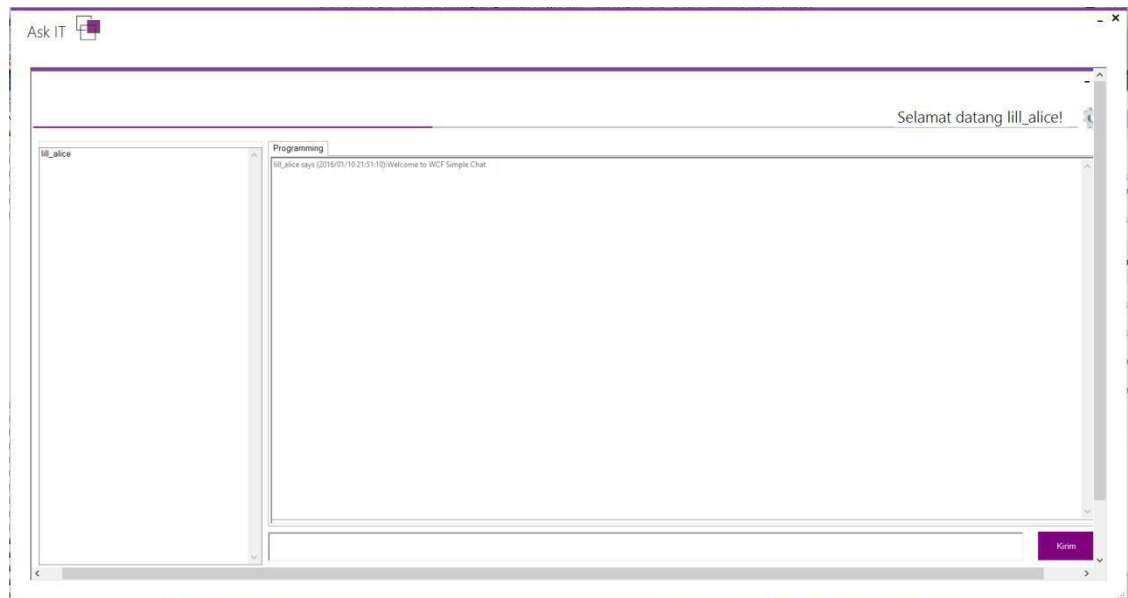 Ask IT
Selamat datang lill_alice!
lill_alice
Programming
lill_alice says (2016/01/10 21:51:10):Welcome to WCF Simple Chat
Kirim